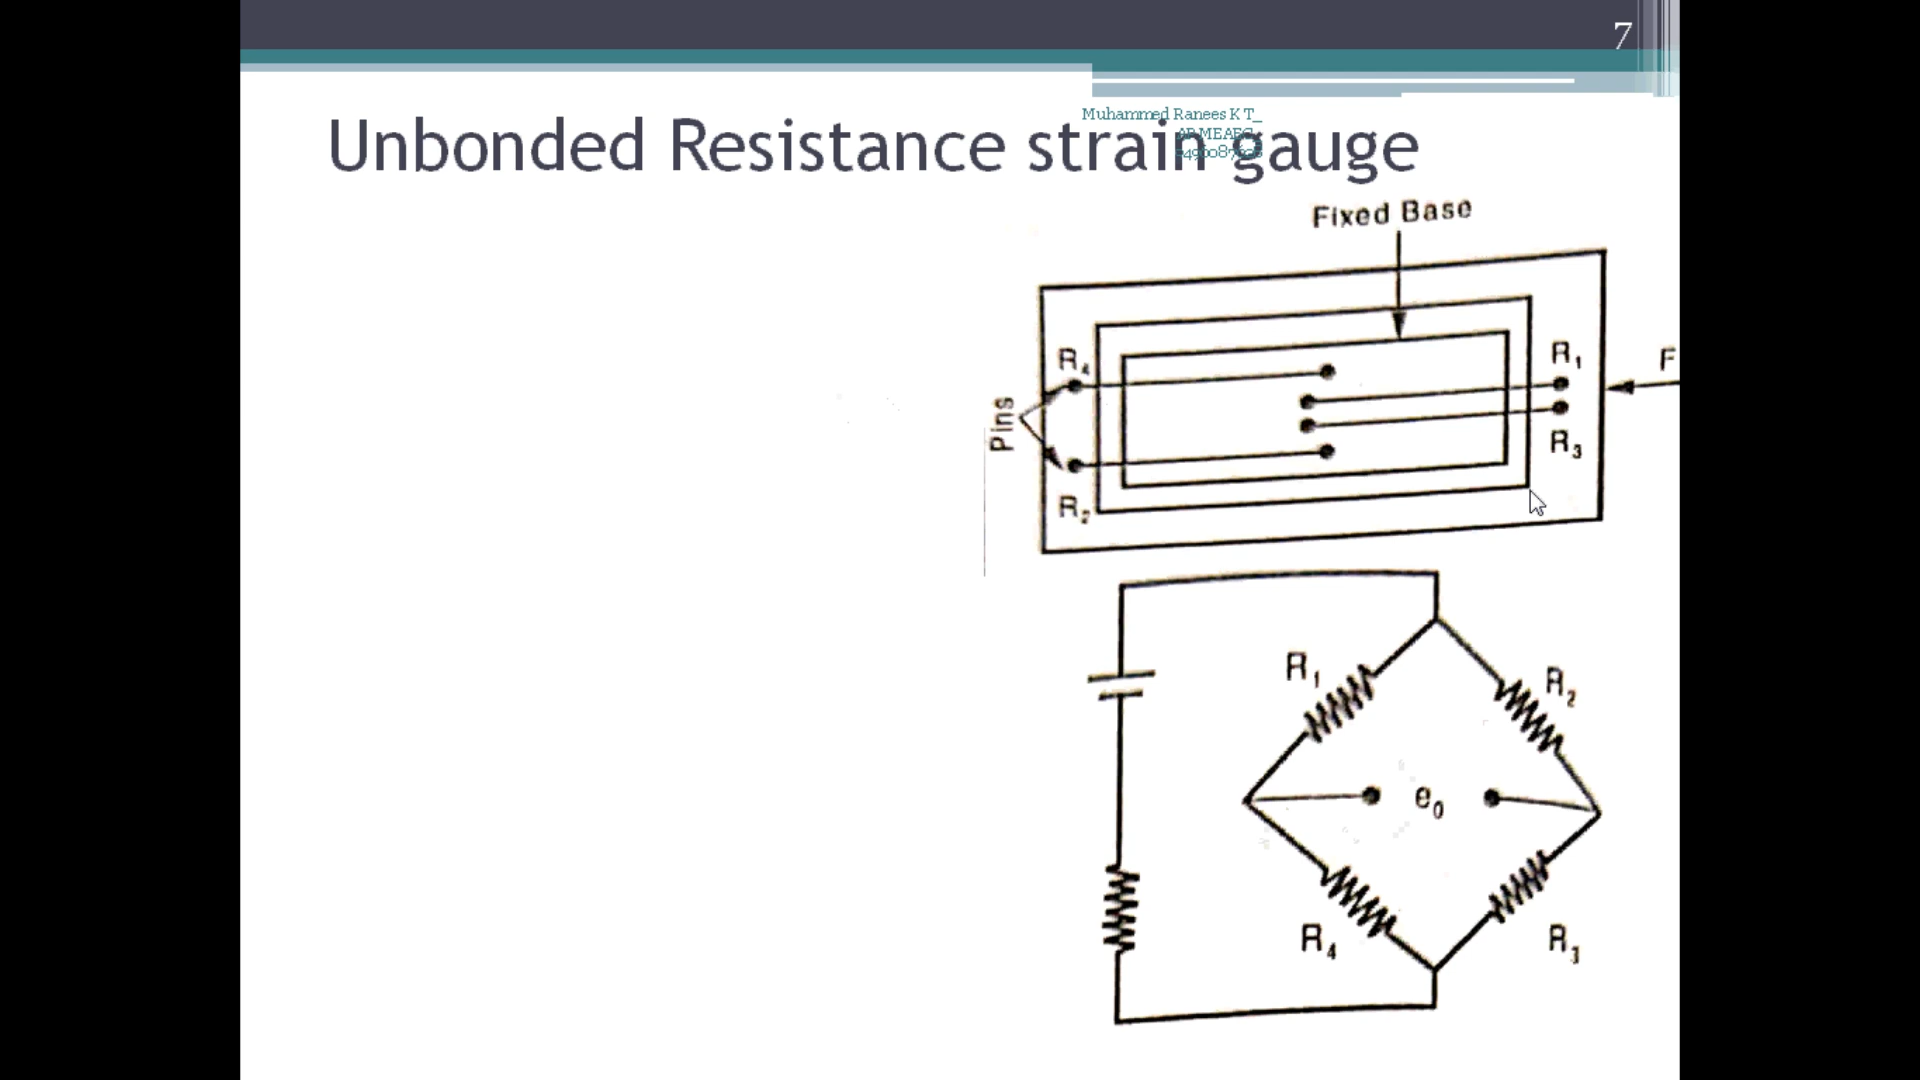 7
Muhammed Ranees K T_
Unbonded Resistance strain gauge
Fixed Base
R4
R1
F
Pins
R3
R2
R1
R2
e0
R4
R3